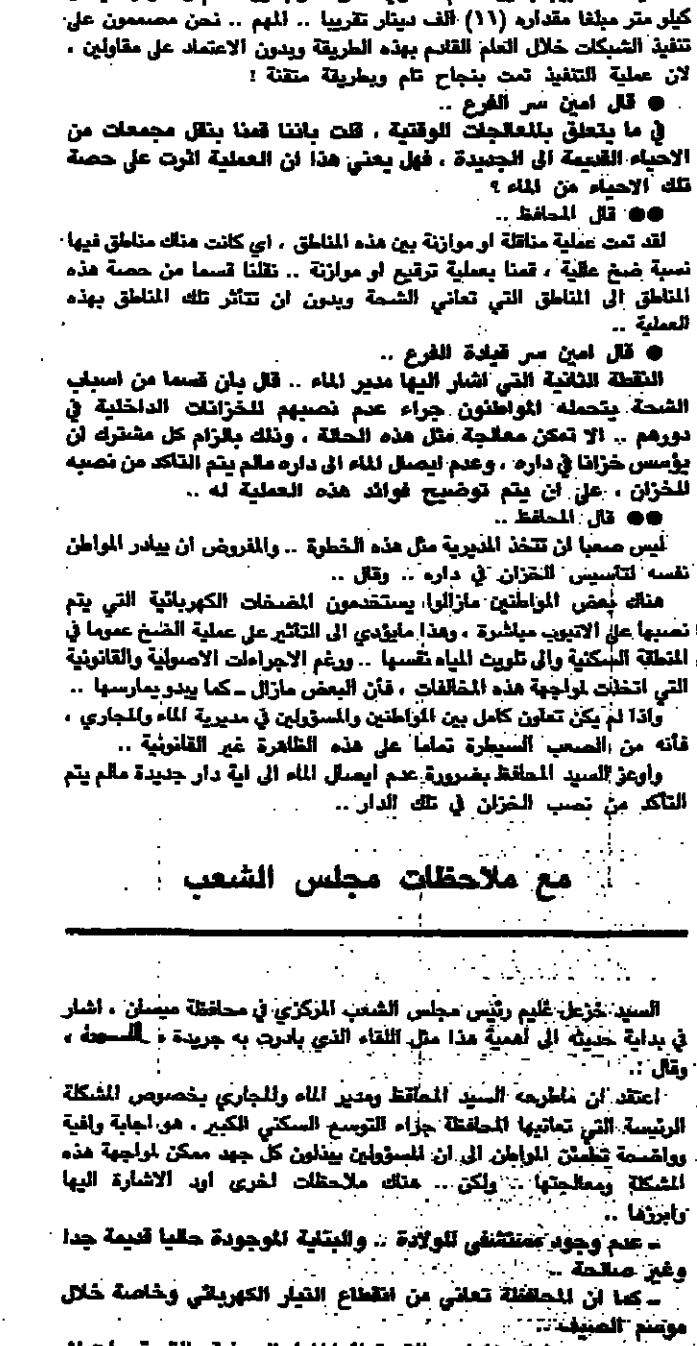 كيلو متر مبلغا مقداره (١١) الف دينار تقريبا .. المهم .. نحن مصممون على
تنفيذ الشبكات خلال العام القادم بهذه الطريقة وبدون الاعتماد على مقاولين ،
لان عملية التنفيذ تمت بنجاح تام وبطريقة متقنة !
● قال امين سر الفرع ..
في ما يتعلق بالمعالجات الوقتية ، قلت باننا قمنا بنقل مجمعات من
الاحياء القديمة الى الجديدة ، فهل يعني هذا ان العملية اثرت على حصة
تلك الاحياء من الماء ؟
●● قال المحافظ ..
لقد تمت عملية مناقلة او موازنة بين هذه المناطق ، اي كانت هناك مناطق فيها
نسبة ضخ عالية ، قمنا بعملية ترقيع او موازنة .. نقلنا قسما من حصة هذه
المناطق الى المناطق التي تعاني الشحة وبدون ان تتأثر تلك المناطق بهذه
العملية ..
● قال امين سر قيادة الفرع ..
النقطة الثانية التي اشار اليها مدير الماء .. قال بان قسما من اسباب
الشحة يتحمله المواطنون جراء عدم نصبهم للخزانات الداخلية في
دورهم .. الا تمكن معالجة مثل هذه الحالة ، وذلك بالزام كل مشترك ان
يؤسس خزانا في داره ، وعدم ايصال الماء الى داره مالم يتم التاكد من نصبه
للخزان ، على ان يتم توضيح فوائد هذه العملية له ..
●● قال المحافظ ..
ليس صعبا ان تتخذ المديرية مثل هذه الخطوة .. والمفروض ان يبادر المواطن
نفسه لتاسيس الخزان في داره .. وقال ..
هناك بعض المواطنين مازالوا يستخدمون المضخات الكهربائية التي يتم
نصبها على الانبوب مباشرة ، وهذا مايؤدي الى التاثير على عملية الضخ عموما في
المنطقة السكنية والى تلويث المياه نفسها .. ورغم الاجراءات الاصولية والقانونية
التي اتخذت لمواجهة هذه المخالفات ، فأن البعض مازال ـ كما يبدو يمارسها ..
واذا لم يكن تعاون كامل بين المواطنين والمسؤولين في مديرية الماء والمجاري ،
فأنه من الصعب السيطرة تماما على هذه الظاهرة غير القانونية ..
واوعز السيد المحافظ بضرورة عدم ايصال الماء الى اية دار جديدة مالم يتم
التأكد من نصب الخزان في تلك الدار ..
مع ملاحظات مجلس الشعب
السيد خزعل غليم رئيس مجلس الشعب المركزي في محافظة ميسان ، اشار
في بداية حديثه الى اهمية هذا مثل اللقاء الذي بادرت به جريدة
وقال :.
اعتقد ان ماطرحه السيد المحافظ ومدير الماء والمجاري بخصوص المشكلة
الرئيسة التي تعانيها المحافظة جراء التوسع السكني الكبير ، هو اجابة وافية
وواضحة تطمئن المواطن الى ان المسؤولين يبذلون كل جهد ممكن لمواجهة هذه
المشكلة ومعالجتها .. ولكن .. هناك ملاحظات اخرى اود الاشارة اليها
وابرزها ..
ـ عدم وجود مستشفى للولادة .. والبناية الموجودة حاليا قديمة جدا
وغير صالحة ..
ـ كما ان المحافظة تعاني من انقطاع التيار الكهربائي وخاصة خلال
موسم الصيف ..